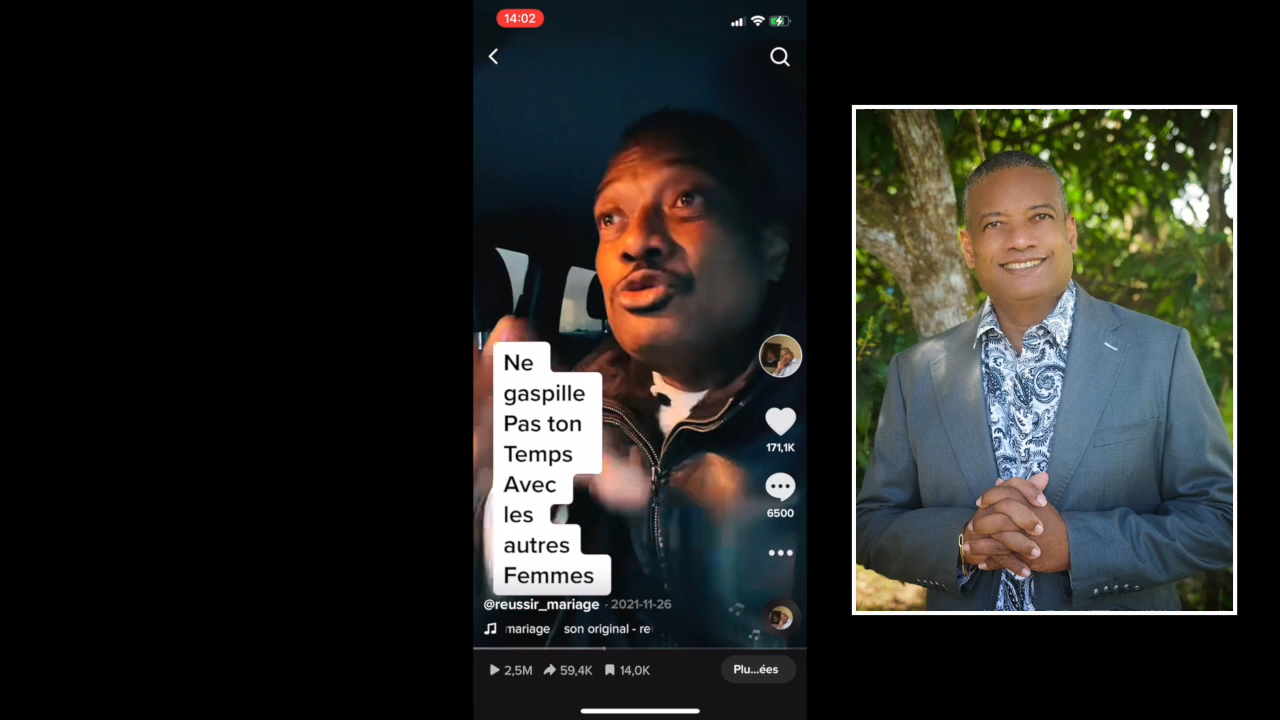 14:02
Ne
gaspille
Pas ton
Temps
Avec
les
autres
Femmes
171,1K
6500
@reussir_mariage · 2021-11-26
mariage son original - re
2,5M 59,4K 14,0K Plu...ées